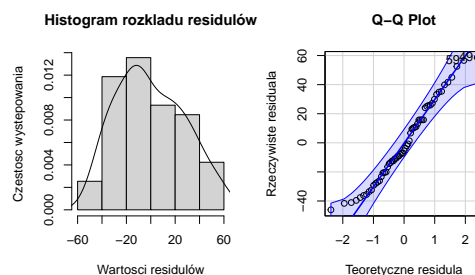 Histogram rozkladu residulów
Czestosc wystepowania
0.000
0.004
0.008
0.012
−60
−20
20
60
Wartosci residulów
Q−Q Plot
Rzeczywiste residuala
−40
0
20
60
−2
−1
0
1
2
Teoretyczne residula